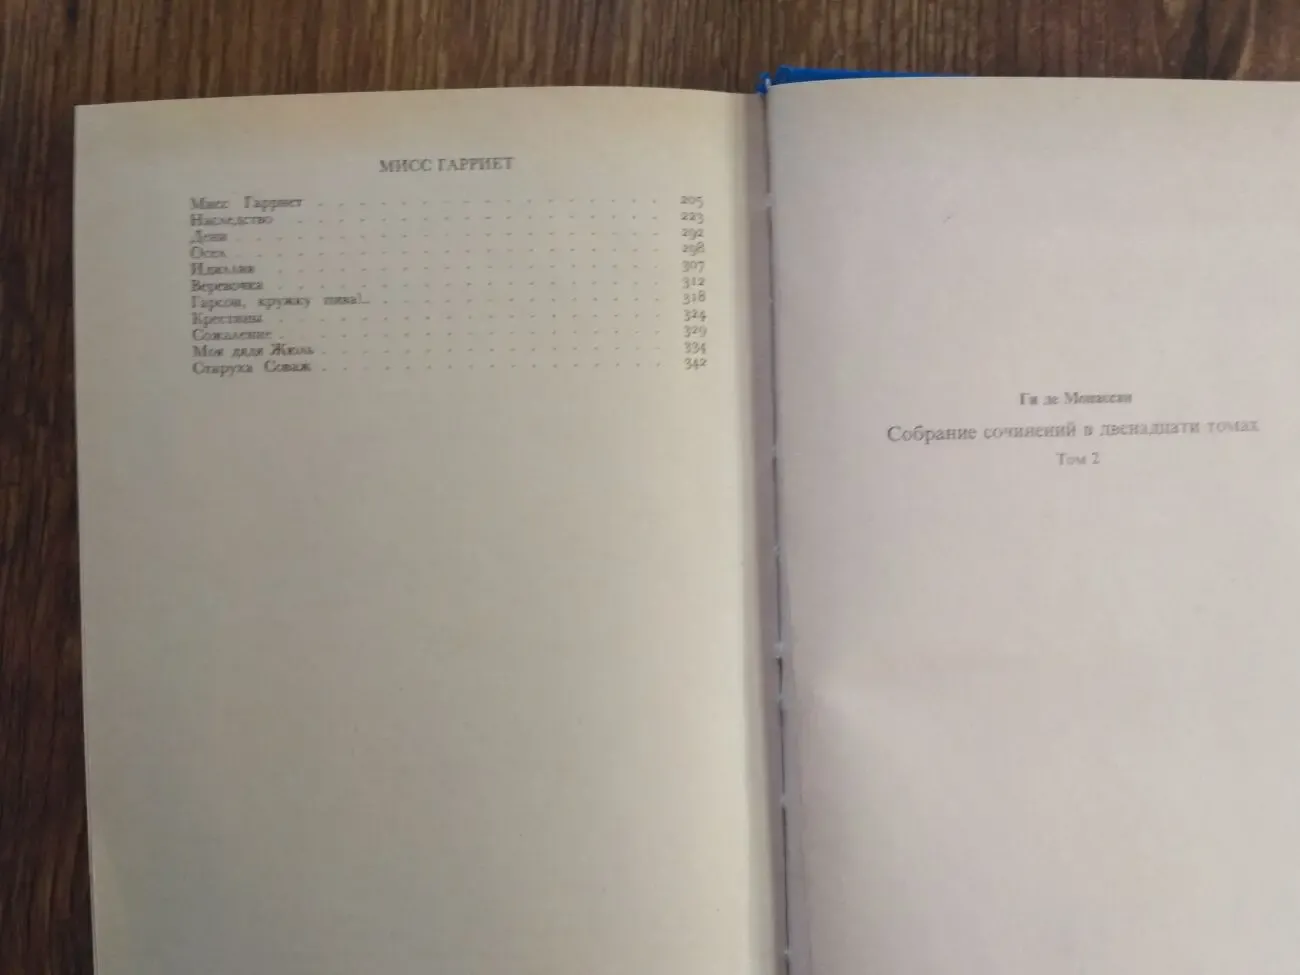 МИСС ГАРРИЕТ
Мисс Гарриет . . . . . . . . . . . . . 205
Наследство . . . . . . . . . . . . . . 223
Дени . . . . . . . . . . . . . . . . 292
Осел . . . . . . . . . . . . . . . . 298
Идиллия . . . . . . . . . . . . . . . 307
Веревочка . . . . . . . . . . . . . . 312
Гарсон, кружку пива!.. . . . . . . . . . . 318
Крестины . . . . . . . . . . . . . . . 324
Сожаление . . . . . . . . . . . . . . 329
Моя дядя Жюль . . . . . . . . . . . . . 334
Старуха Соваж . . . . . . . . . . . . . 342
Ги де Мопассан
Собрание сочинений в двенадцати томах
Том 2